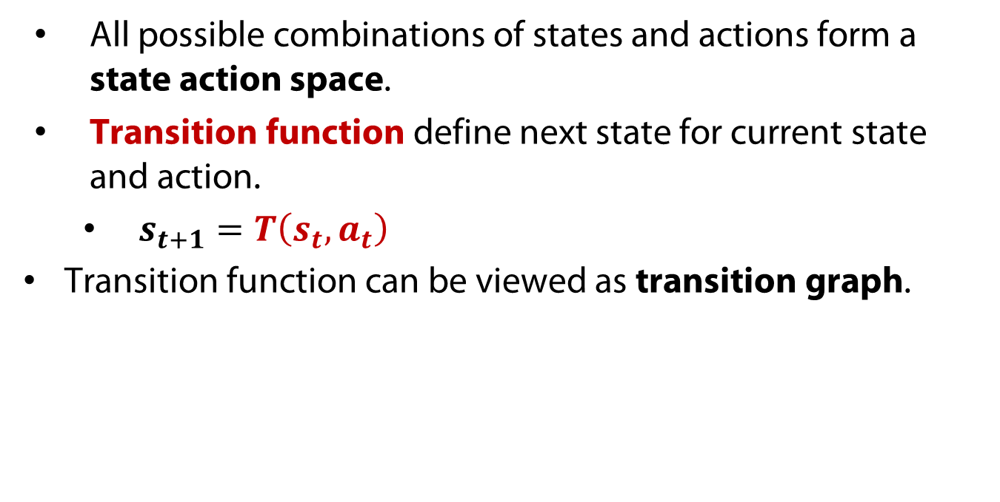 • All possible combinations of states and actions form a
state action space.
• Transition function define next state for current state
and action.
• s_{t+1} = T(s_t, a_t)
• Transition function can be viewed as transition graph.